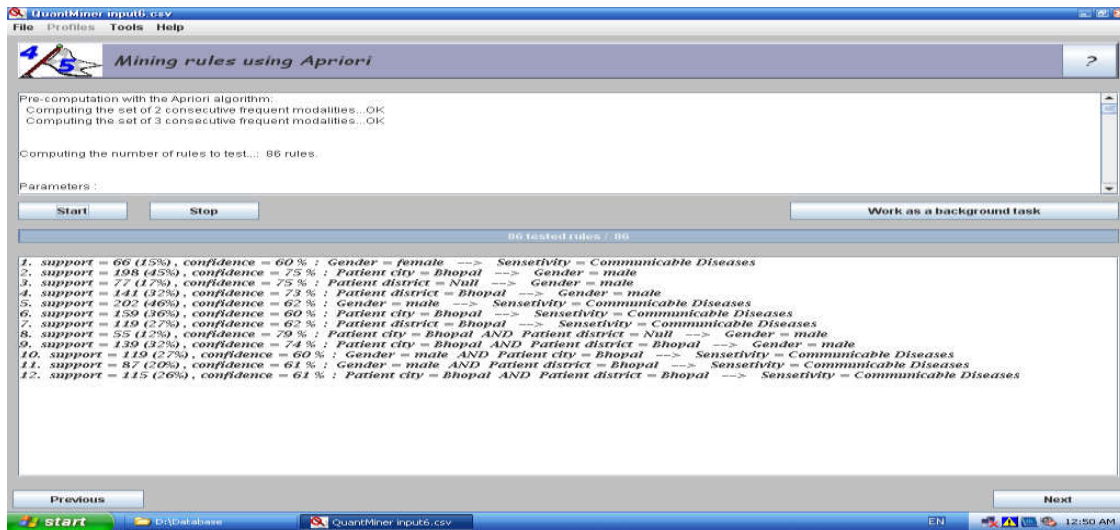 QuantMiner input6.csv
File Profiles Tools Help
4 5 Mining rules using Apriori ?
Pre-computation with the Apriori algorithm:
Computing the set of 2 consecutive frequent modalities...OK
Computing the set of 3 consecutive frequent modalities...OK
Computing the number of rules to test...: 86 rules.
Parameters :
Start Stop Work as a background task
86 tested rules / 86
1. support = 66 (15%) , confidence = 60 % : Gender = female --> Sensetivity = Communicable Diseases
2. support = 198 (45%) , confidence = 75 % : Patient city = Bhopal --> Gender = male
3. support = 77 (17%) , confidence = 75 % : Patient district = Null --> Gender = male
4. support = 141 (32%) , confidence = 73 % : Patient district = Bhopal --> Gender = male
5. support = 202 (46%) , confidence = 62 % : Gender = male --> Sensetivity = Communicable Diseases
6. support = 159 (36%) , confidence = 60 % : Patient city = Bhopal --> Sensetivity = Communicable Diseases
7. support = 119 (27%) , confidence = 62 % : Patient district = Bhopal --> Sensetivity = Communicable Diseases
8. support = 55 (12%) , confidence = 79 % : Patient city = Bhopal AND Patient district = Null --> Gender = male
9. support = 139 (32%) , confidence = 74 % : Patient city = Bhopal AND Patient district = Bhopal --> Gender = male
10. support = 119 (27%) , confidence = 60 % : Gender = male AND Patient city = Bhopal --> Sensetivity = Communicable Diseases
11. support = 87 (20%) , confidence = 61 % : Gender = male AND Patient district = Bhopal --> Sensetivity = Communicable Diseases
12. support = 115 (26%) , confidence = 61 % : Patient city = Bhopal AND Patient district = Bhopal --> Sensetivity = Communicable Diseases
Previous Next
start D:\Database QuantMiner input6.csv EN 12:50 AM